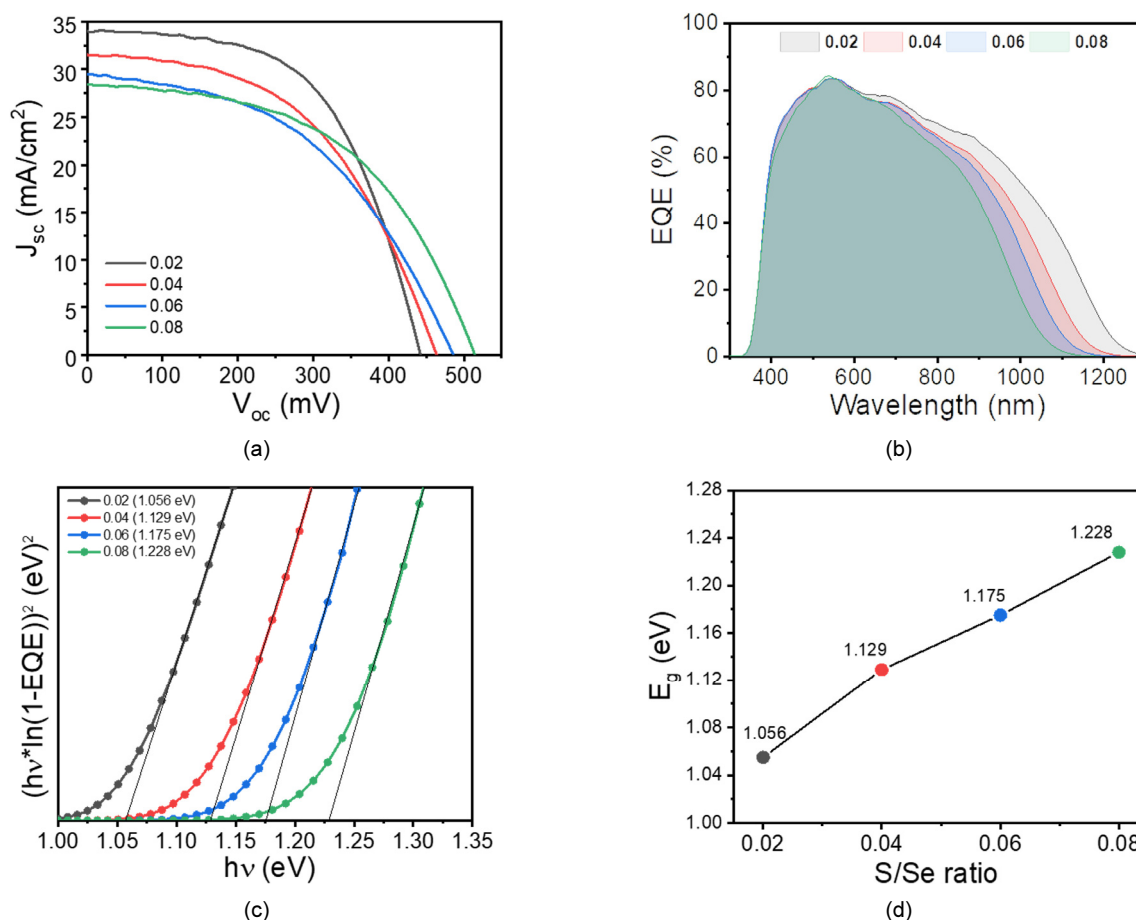 35
30
25
20
15
10
5
0
J_sc (mA/cm²)
0.02
0.04
0.06
0.08
0 100 200 300 400 500
V_oc (mV)
(a)
100
80
60
40
20
0
EQE (%)
0.02 0.04 0.06 0.08
400 600 800 1000 1200
Wavelength (nm)
(b)
(hν*ln(1-EQE))² (eV)²
0.02 (1.056 eV)
0.04 (1.129 eV)
0.06 (1.175 eV)
0.08 (1.228 eV)
1.00 1.05 1.10 1.15 1.20 1.25 1.30 1.35
hν (eV)
(c)
1.28
1.24
1.20
1.16
1.12
1.08
1.04
1.00
E_g (eV)
1.056
1.129
1.175
1.228
0.02 0.04 0.06 0.08
S/Se ratio
(d)